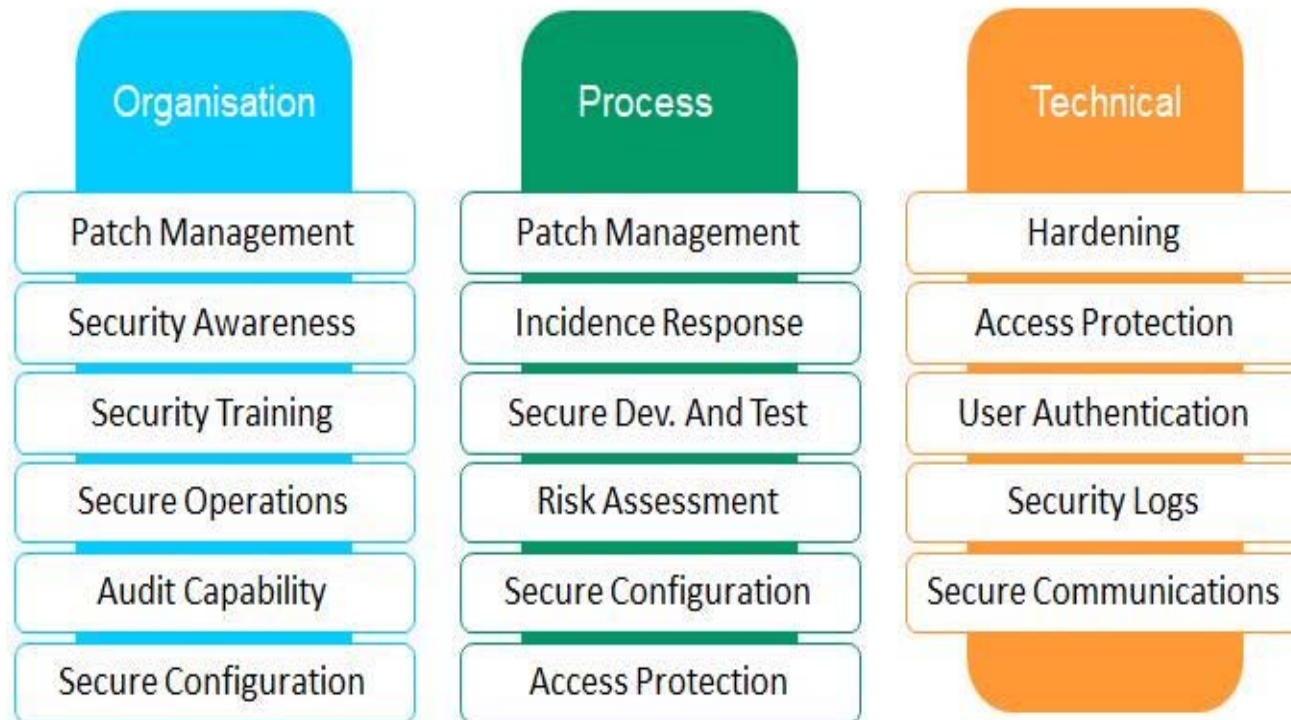 Organisation
Patch Management
Security Awareness
Security Training
Secure Operations
Audit Capability
Secure Configuration
Process
Patch Management
Incidence Response
Secure Dev. And Test
Risk Assessment
Secure Configuration
Access Protection
Technical
Hardening
Access Protection
User Authentication
Security Logs
Secure Communications